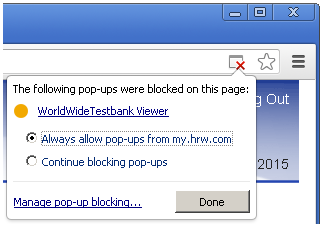 The following pop-ups were blocked on this page:
WorldWideTestbank Viewer
Always allow pop-ups from my.hrw.com
Continue blocking pop-ups
Manage pop-up blocking...
Done
Out
2015